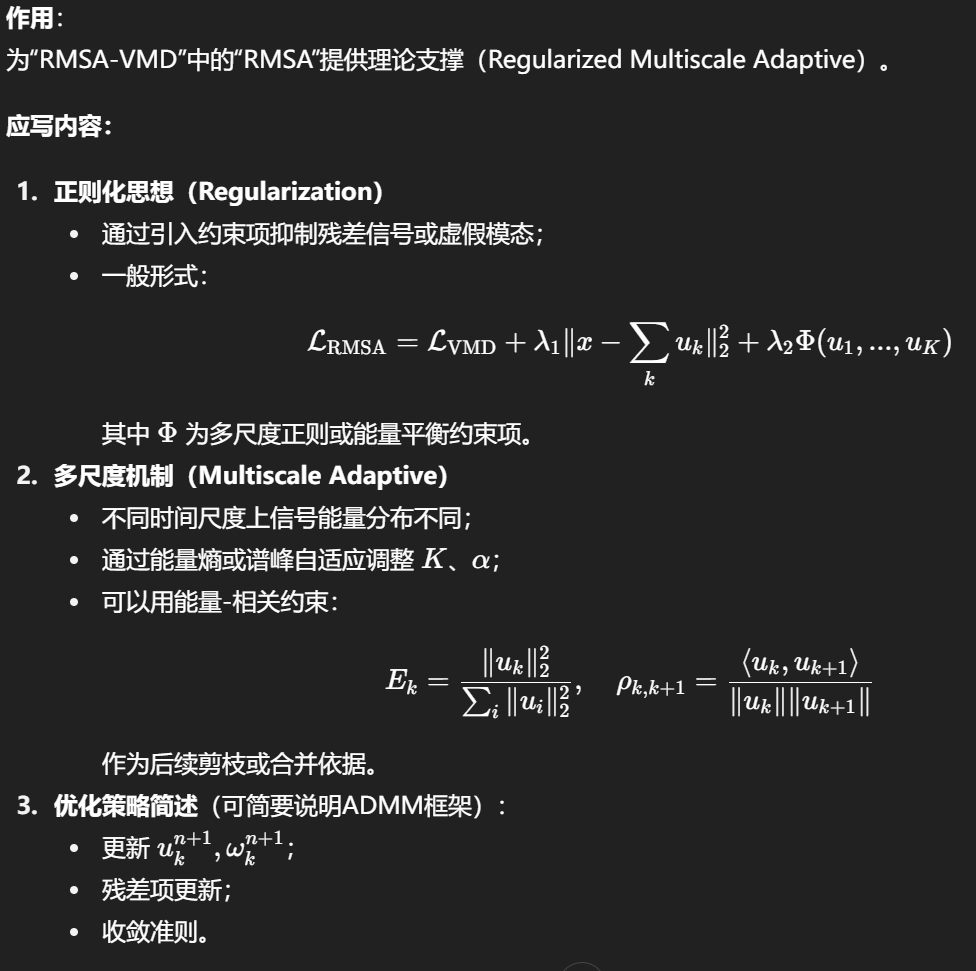 作用：
为“RMSA-VMD”中的“RMSA”提供理论支撑（Regularized Multiscale Adaptive）。
应写内容：
1. 正则化思想（Regularization）
• 通过引入约束项抑制残差信号或虚假模态；
• 一般形式：
$\mathcal{L}_{\mathrm{RMSA}} = \mathcal{L}_{\mathrm{VMD}} + \lambda_1 \| x - \sum_k u_k \|_2^2 + \lambda_2 \Phi(u_1, ..., u_K)$
其中 Φ 为多尺度正则或能量平衡约束项。
2. 多尺度机制（Multiscale Adaptive）
• 不同时间尺度上信号能量分布不同；
• 通过能量熵或谱峰自适应调整 K、α；
• 可以用能量-相关约束：
$E_k = \frac{\|u_k\|_2^2}{\sum_i \|u_i\|_2^2}, \quad \rho_{k,k+1} = \frac{\langle u_k, u_{k+1} \rangle}{\|u_k\| \|u_{k+1}\|}$
作为后续剪枝或合并依据。
3. 优化策略简述（可简要说明ADMM框架）：
• 更新 $u_k^{n+1}, \omega_k^{n+1}$；
• 残差项更新；
• 收敛准则。